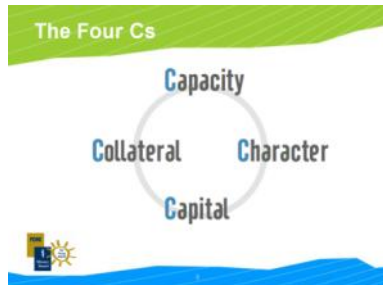 The Four Cs
Capacity
Collateral
Character
Capital